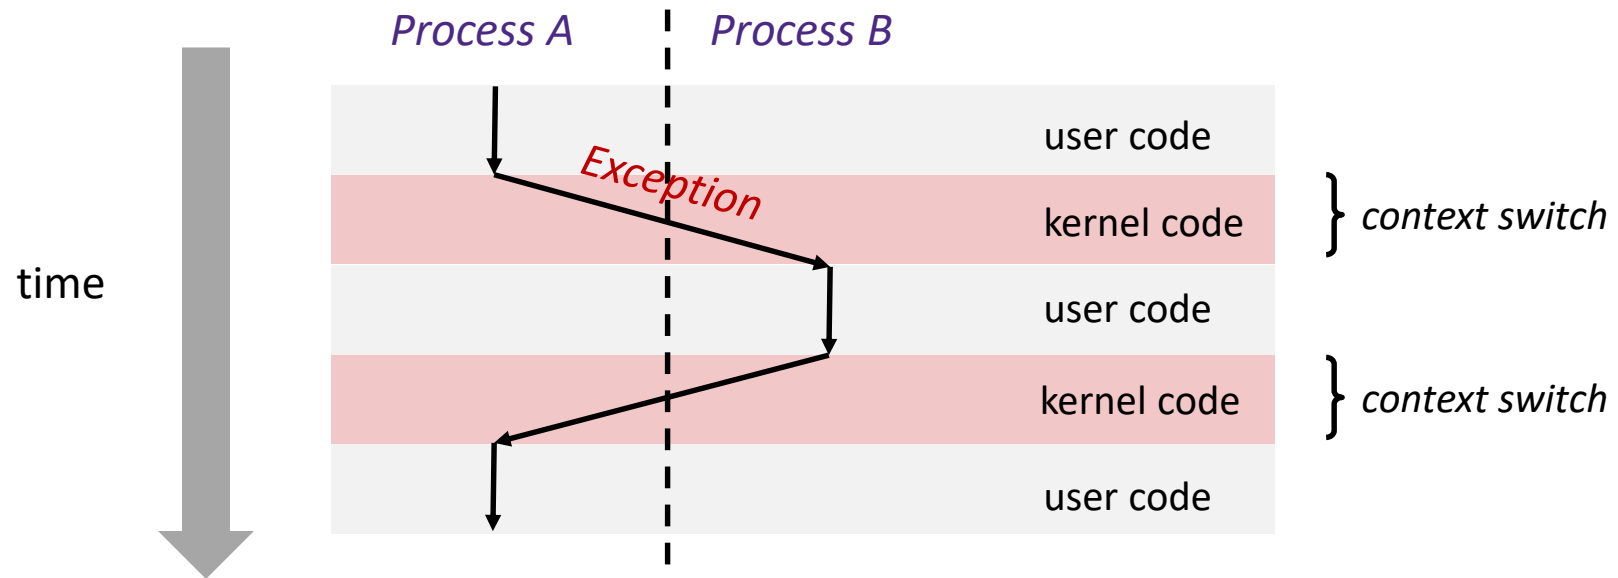 Process A
Process B
user code
Exception
kernel code
context switch
time
user code
kernel code
context switch
user code